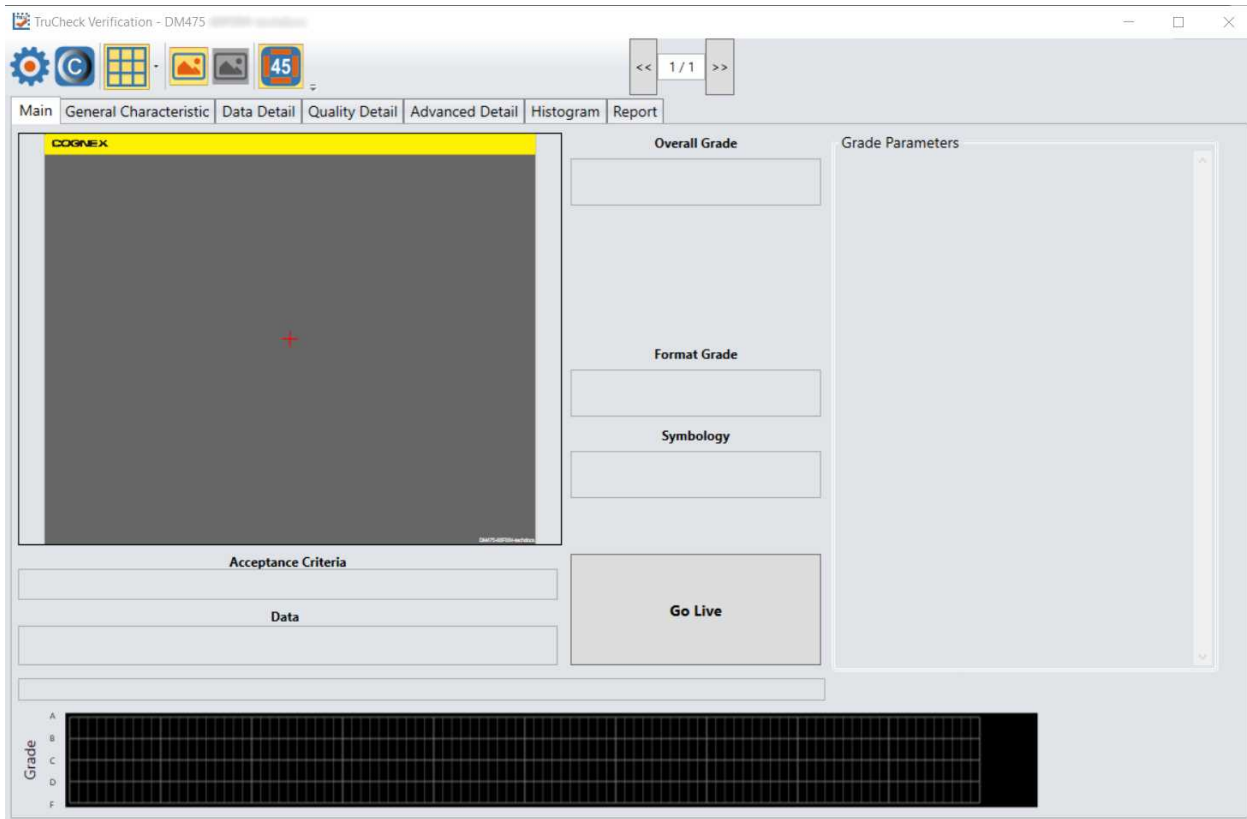 TruCheck Verification - DM475
45
<< 1 / 1 >>
Main General Characteristic Data Detail Quality Detail Advanced Detail Histogram Report
COGNEX
Overall Grade
Grade Parameters
Format Grade
Symbology
Acceptance Criteria
Go Live
Data
Grade
A
B
C
D
F